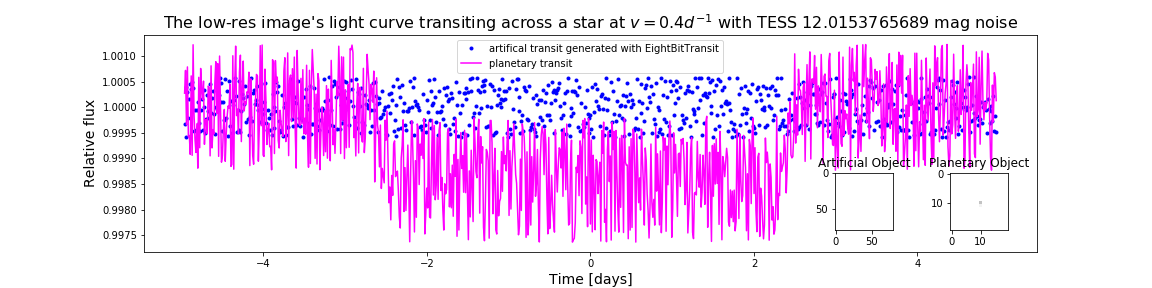 The low-res image's light curve transiting across a star at v = 0.4d⁻¹ with TESS 12.0153765689 mag noise
artifical transit generated with EightBitTransit
planetary transit
Relative flux
1.0010
1.0005
1.0000
0.9995
0.9990
0.9985
0.9980
0.9975
Artificial Object
Planetary Object
0
50
0 50
0
10
0 10
−4 −2 0 2 4
Time [days]